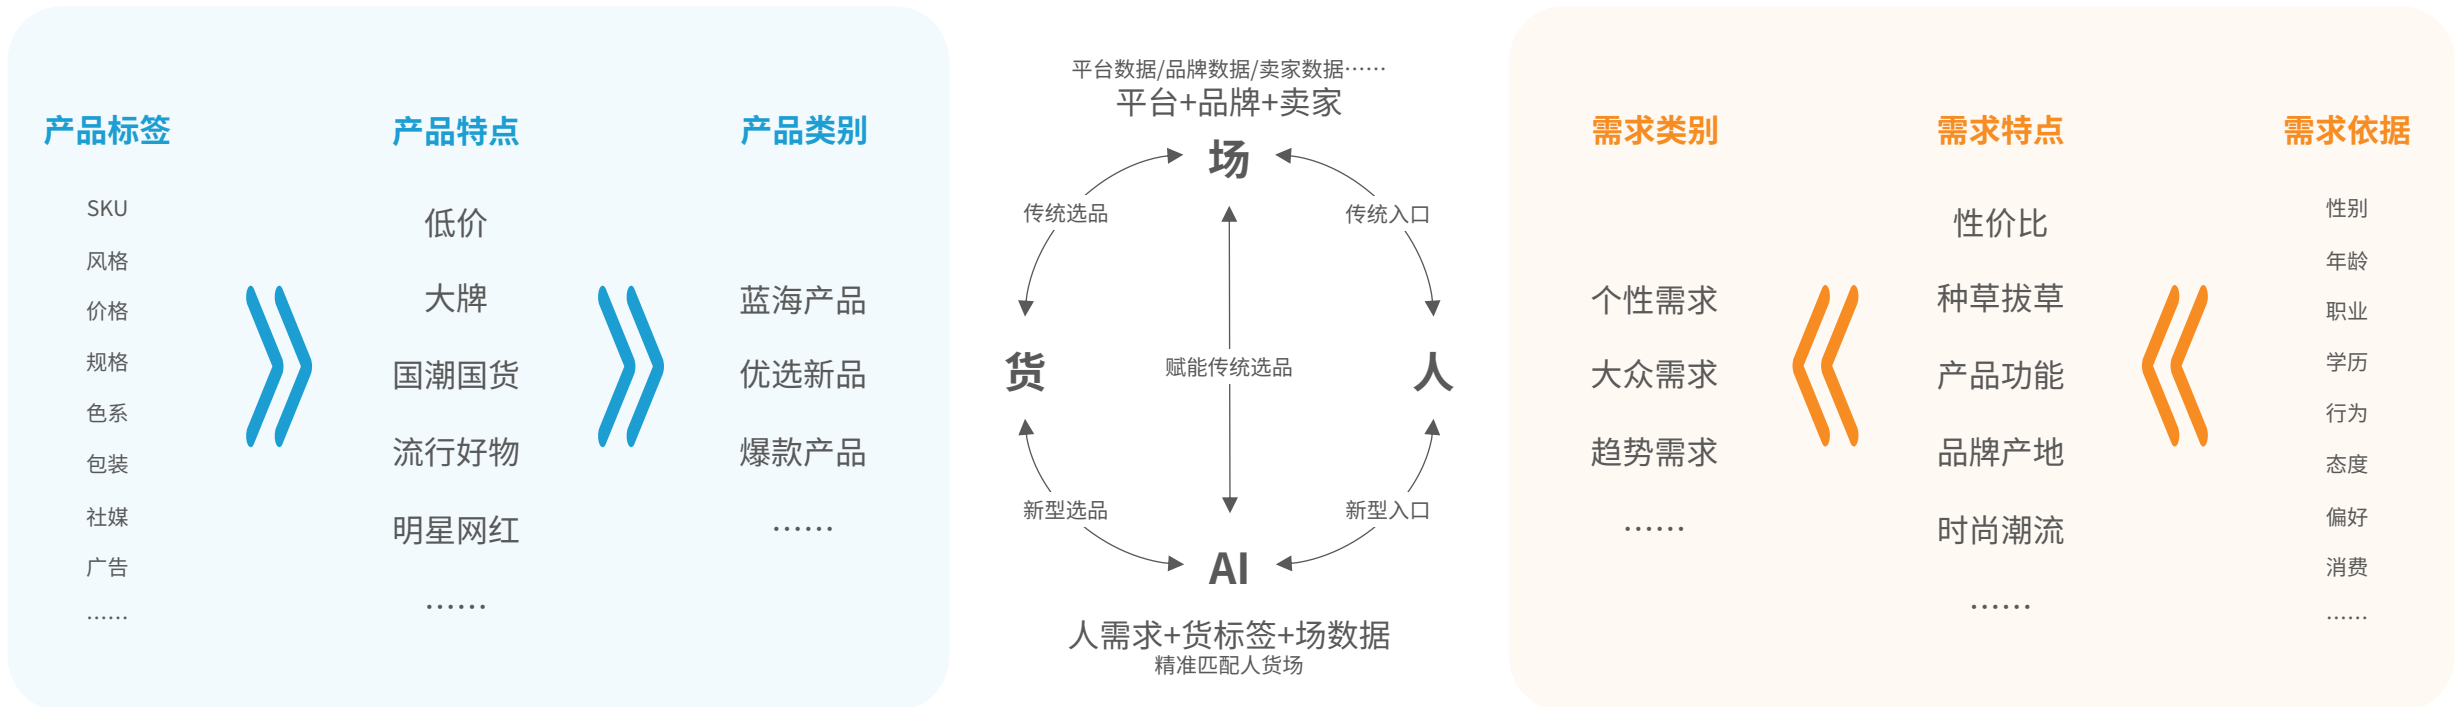 产品标签
SKU
风格
价格
规格
色系
包装
社媒
广告
……
产品特点
低价
大牌
国潮国货
流行好物
明星网红
……
产品类别
蓝海产品
优选新品
爆款产品
……
平台数据/品牌数据/卖家数据……
平台+品牌+卖家
场
传统选品
传统入口
货
赋能传统选品
人
新型选品
新型入口
AI
人需求+货标签+场数据
精准匹配人货场
需求类别
个性需求
大众需求
趋势需求
……
需求特点
性价比
种草拔草
产品功能
品牌产地
时尚潮流
……
需求依据
性别
年龄
职业
学历
行为
态度
偏好
消费
……